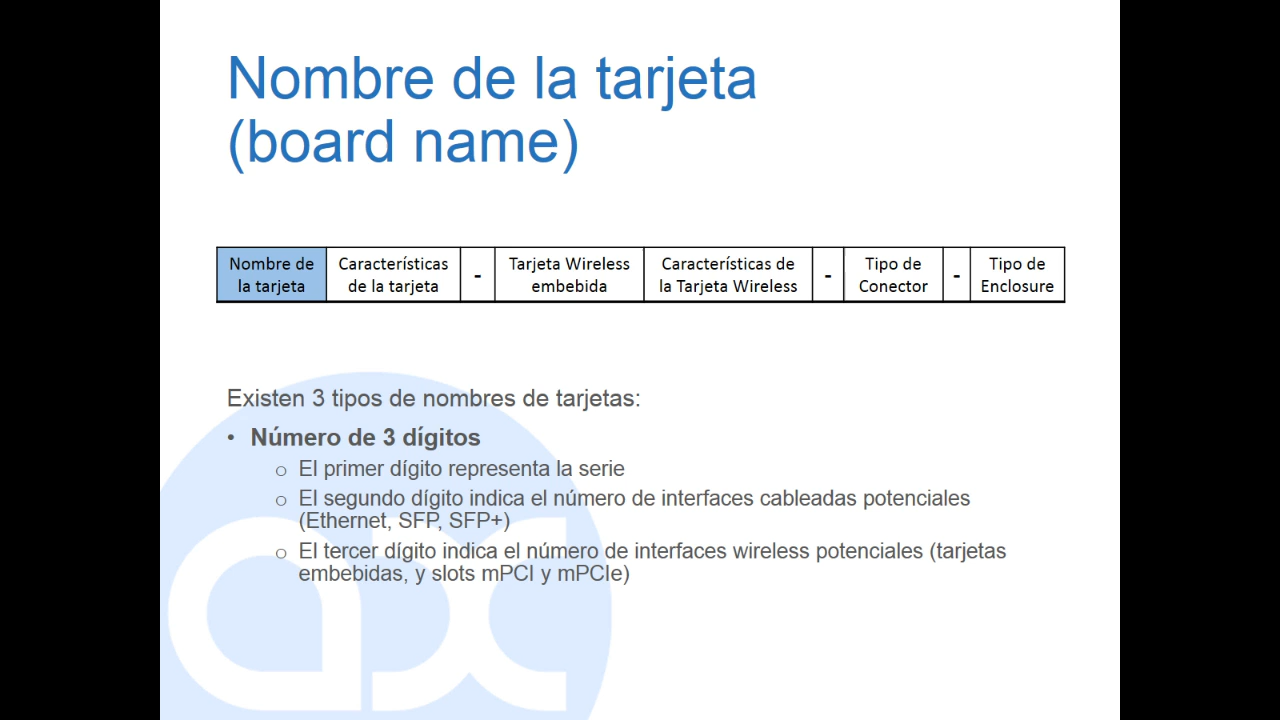 Nombre de la tarjeta
(board name)
Nombre de la tarjeta
Características de la tarjeta
-
Tarjeta Wireless embebida
Características de la Tarjeta Wireless
-
Tipo de Conector
-
Tipo de Enclosure
Existen 3 tipos de nombres de tarjetas:
• Número de 3 dígitos
o El primer dígito representa la serie
o El segundo dígito indica el número de interfaces cableadas potenciales
(Ethernet, SFP, SFP+)
o El tercer dígito indica el número de interfaces wireless potenciales (tarjetas
embebidas, y slots mPCI y mPCIe)
ax